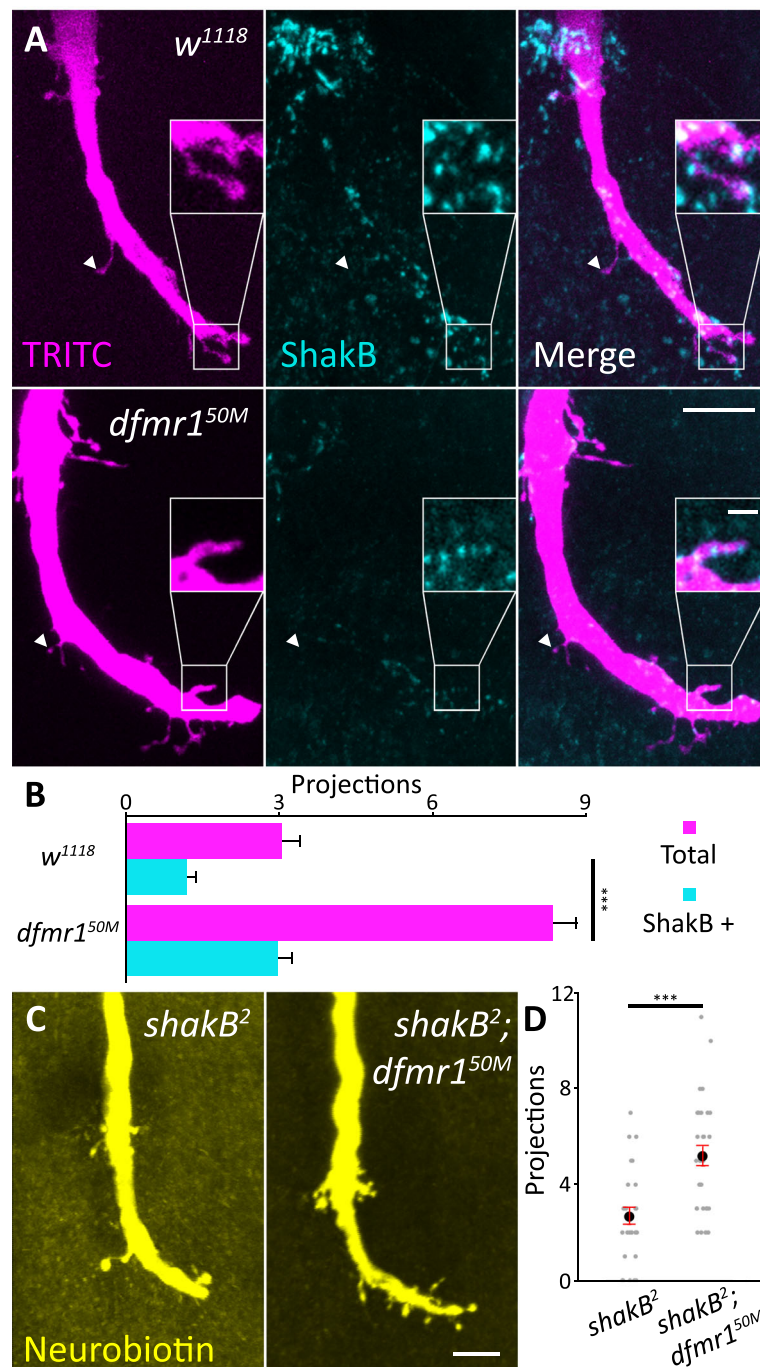 A
w1118
TRITC
ShakB
Merge
dfmr150M
B
Projections
0 3 6 9
w1118
dfmr150M
***
Total
ShakB +
C
shakB2
shakB2;
dfmr150M
Neurobiotin
D
***
Projections
12
8
4
0
shakB2
shakB2;
dfmr150M